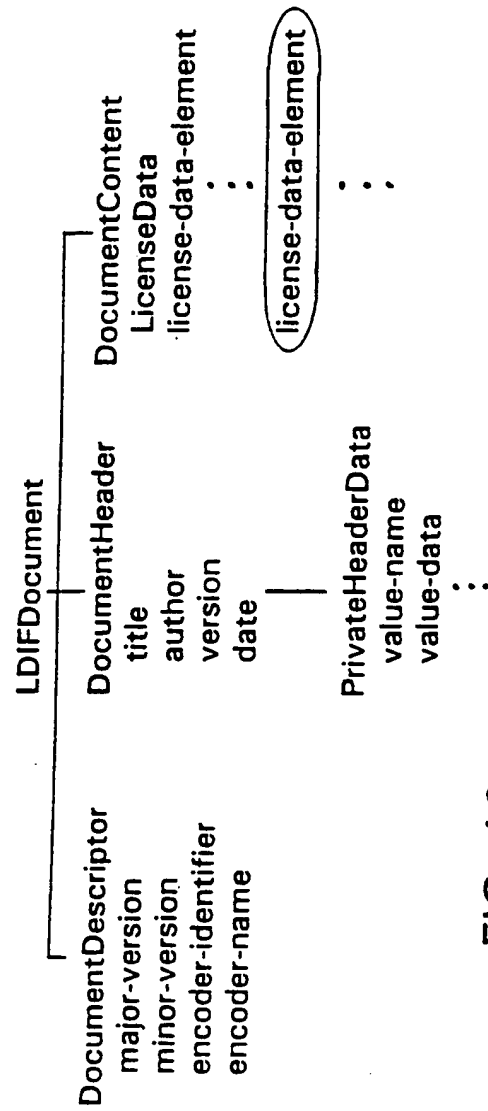 LDIFDocument
DocumentDescriptor
major-version
minor-version
encoder-identifier
encoder-name
DocumentHeader
title
author
version
date
PrivateHeaderData
value-name
value-data
DocumentContent
LicenseData
license-data-element
license-data-element